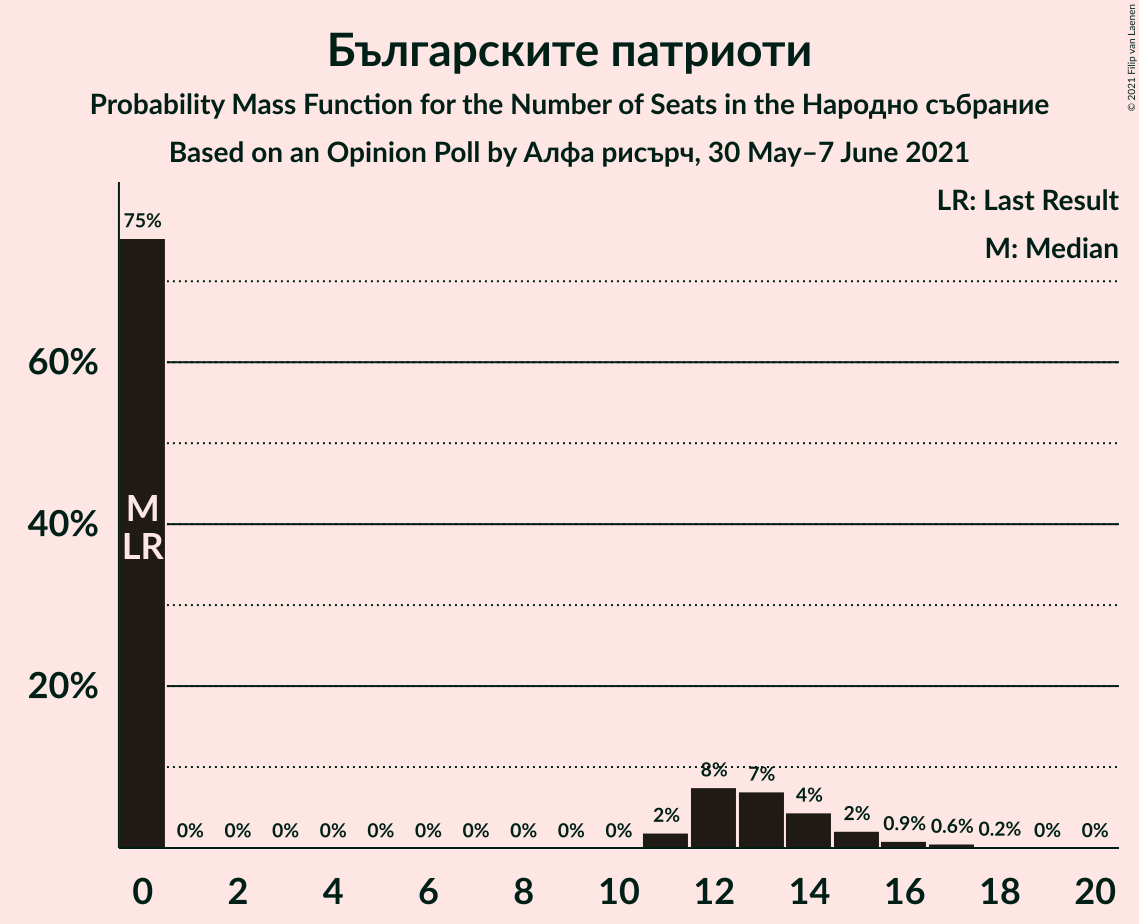 Българските патриоти
Probability Mass Function for the Number of Seats in the Народно събрание
Based on an Opinion Poll by Алфа рисърч, 30 May–7 June 2021
© 2021 Filip van Laenen
LR: Last Result
M: Median
75%
60%
40%
20%
M
LR
0% 0% 0% 0% 0% 0% 0% 0% 0% 0% 2% 8% 7% 4% 2% 0.9% 0.6% 0.2% 0% 0%
0 2 4 6 8 10 12 14 16 18 20